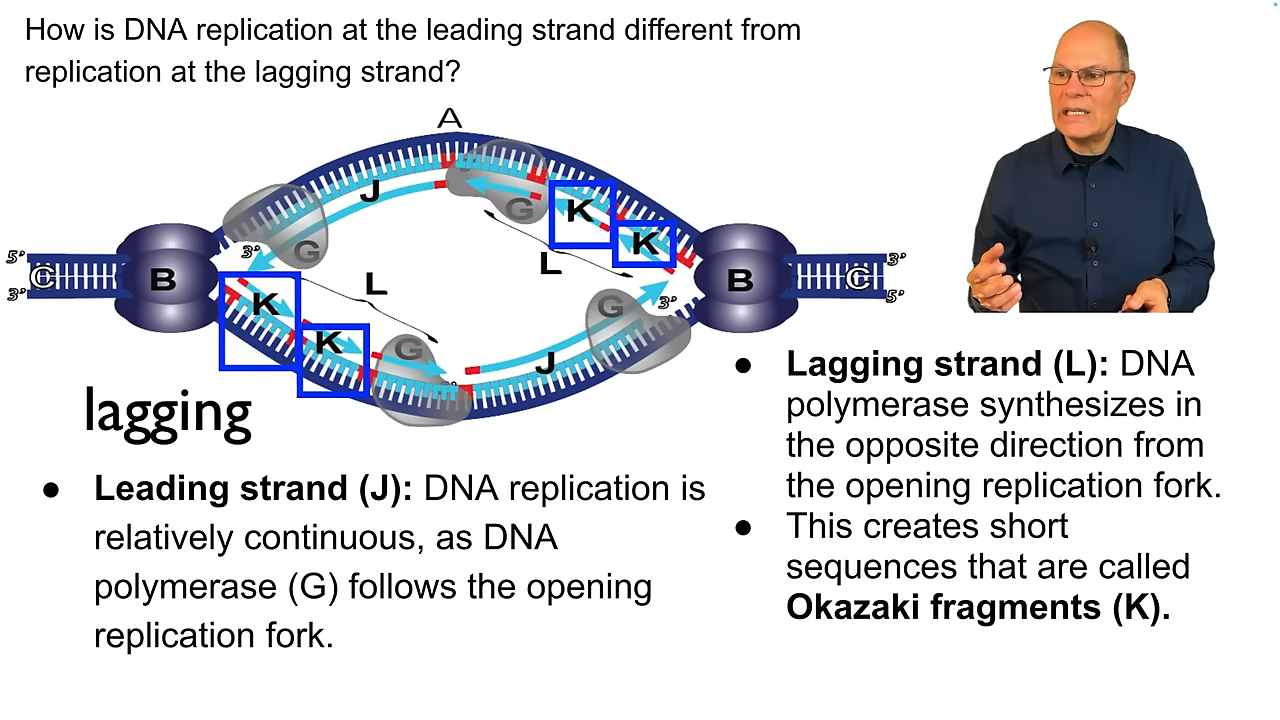 How is DNA replication at the leading strand different from
replication at the lagging strand?
A
J
G
K
K
3'
G
L
5'
C
3'
B
K
L
K
G
G
3'
J
B
C
3'
5'
lagging
Leading strand (J): DNA replication is
relatively continuous, as DNA
polymerase (G) follows the opening
replication fork.
Lagging strand (L): DNA
polymerase synthesizes in
the opposite direction from
the opening replication fork.
This creates short
sequences that are called
Okazaki fragments (K).